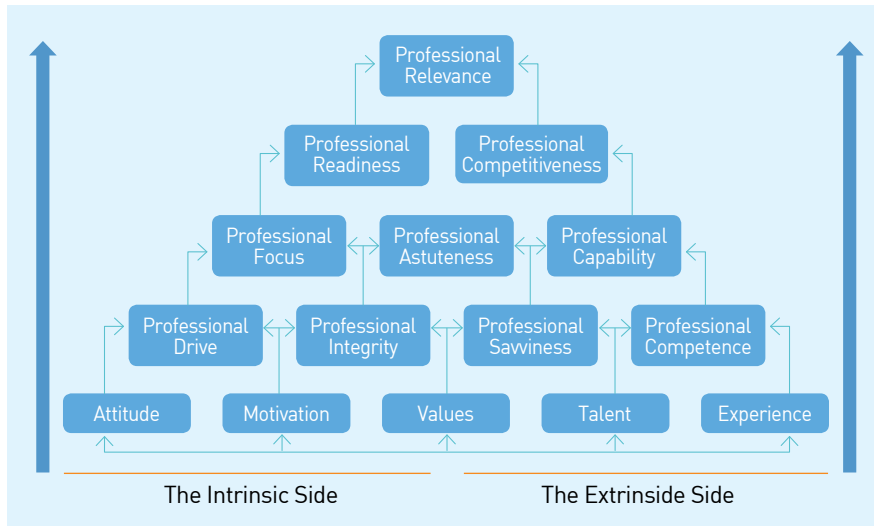 Professional
Relevance
Professional
Readiness
Professional
Competitiveness
Professional
Focus
Professional
Astuteness
Professional
Capability
Professional
Drive
Professional
Integrity
Professional
Savviness
Professional
Competence
Attitude
Motivation
Values
Talent
Experience
The Intrinsic Side
The Extrinside Side